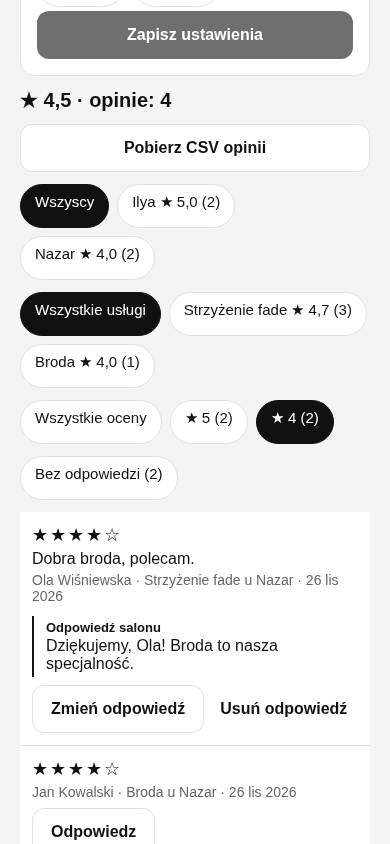 Zapisz ustawienia
★ 4,5 · opinie: 4
Pobierz CSV opinii
Wszyscy
Ilya ★ 5,0 (2)
Nazar ★ 4,0 (2)
Wszystkie usługi
Strzyżenie fade ★ 4,7 (3)
Broda ★ 4,0 (1)
Wszystkie oceny
★ 5 (2)
★ 4 (2)
Bez odpowiedzi (2)
★★★★☆
Dobra broda, polecam.
Ola Wiśniewska · Strzyżenie fade u Nazar · 26 lis
2026
Odpowiedź salonu
Dziękujemy, Ola! Broda to nasza
specjalność.
Zmień odpowiedź
Usuń odpowiedź
★★★★☆
Jan Kowalski · Broda u Nazar · 26 lis 2026
Odpowiedz